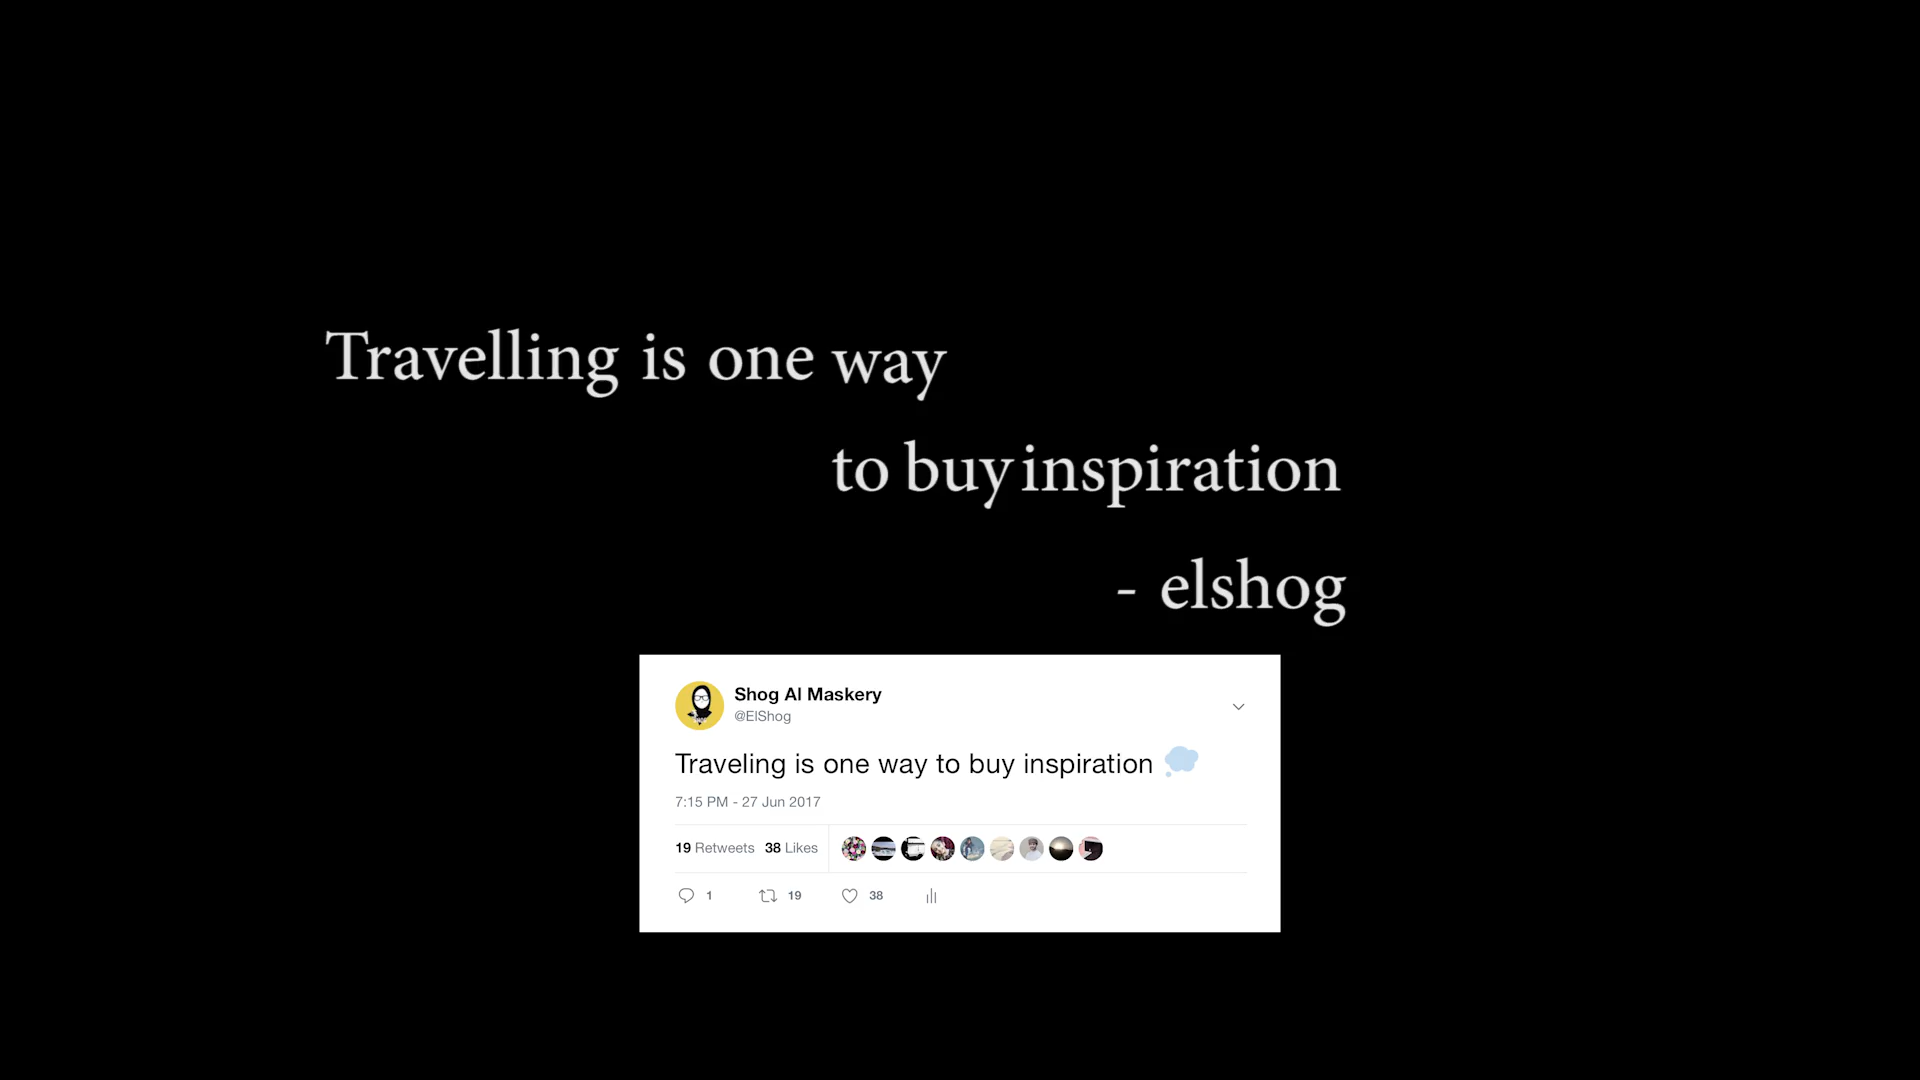 Travelling is one way
to buy inspiration
- elshog
Shog Al Maskery
@ElShog
Traveling is one way to buy inspiration 💭
7:15 PM - 27 Jun 2017
19 Retweets 38 Likes
1 19 38